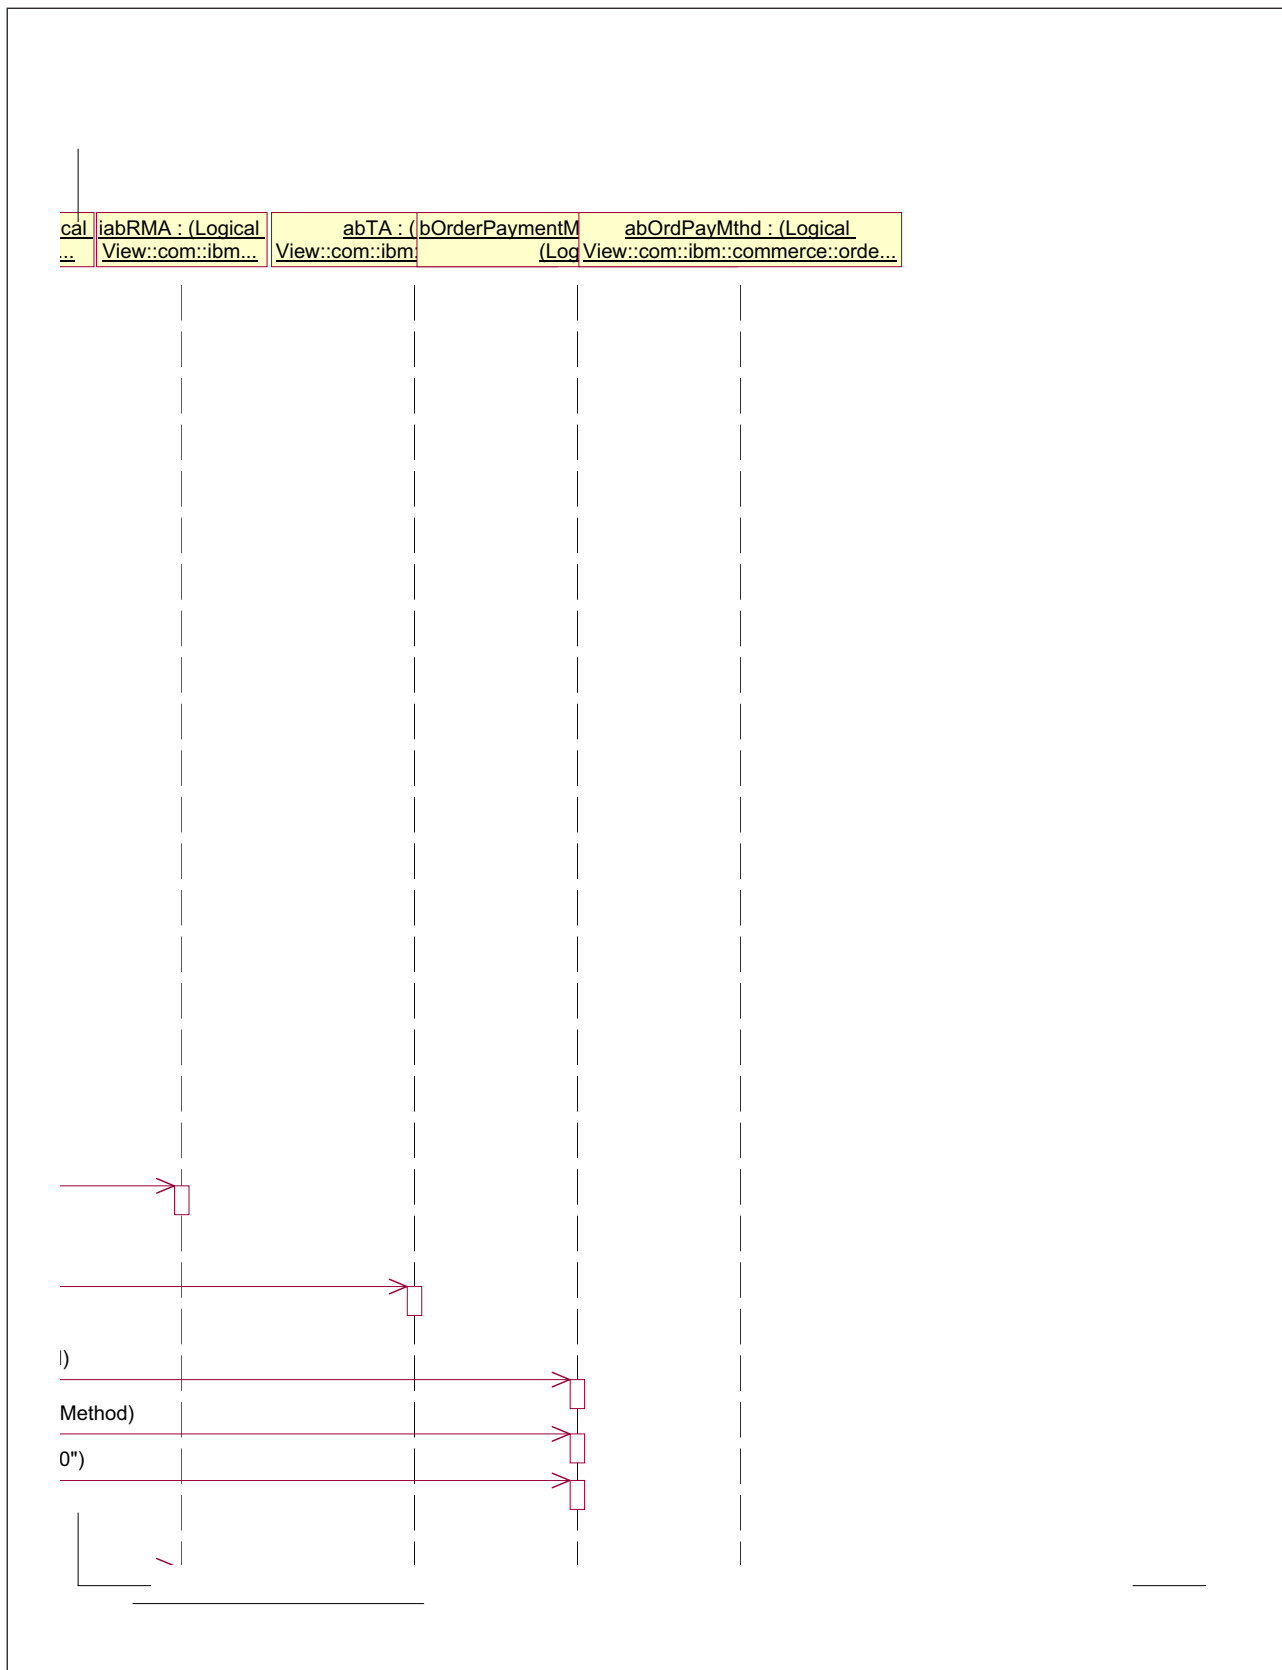 cal
...
iabRMA : (Logical
View::com::ibm...
abTA : (
View::com::ibm:
bOrderPaymentM
(Log
abOrdPayMthd : (Logical
View::com::ibm::commerce::orde...
)
Method)
0")